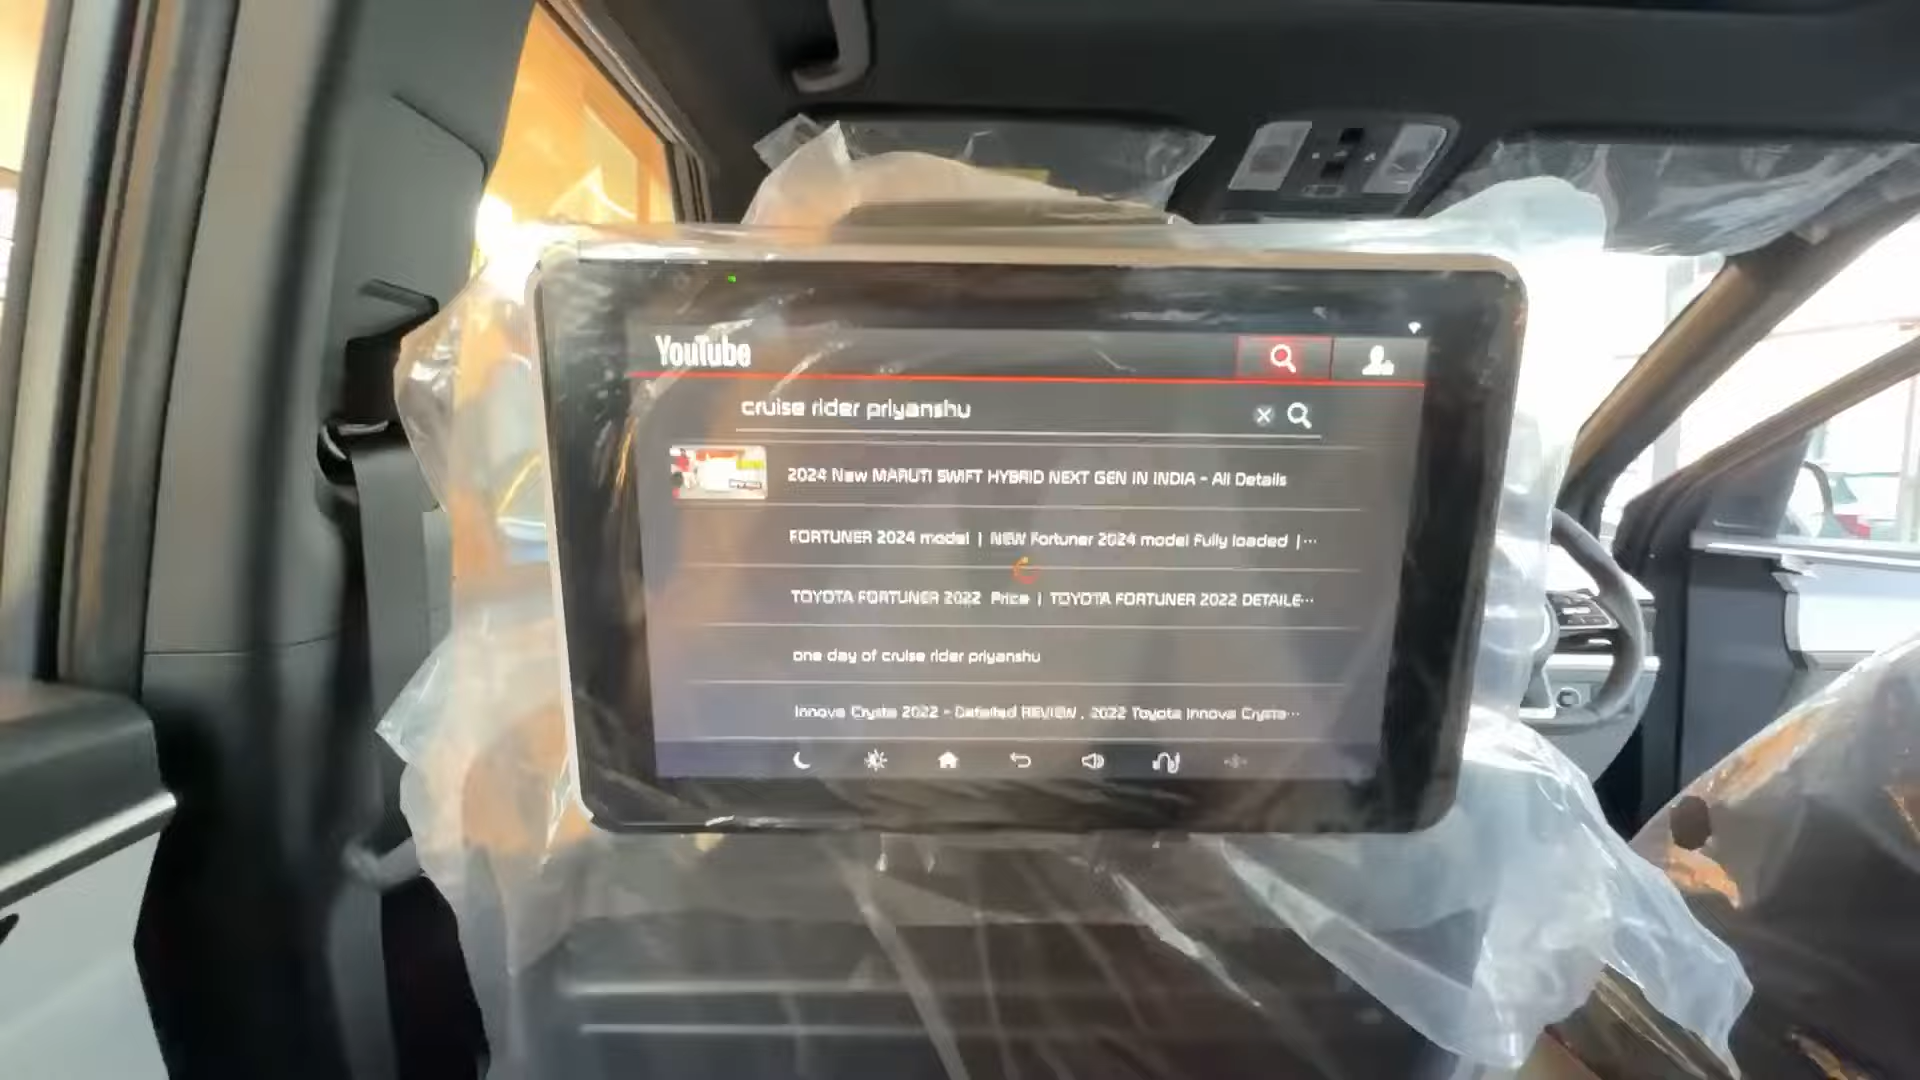 YouTube
cruise rider priyanshu
2024 New MARUTI SWIFT HYBRID NEXT GEN IN INDIA - All Details
FORTUNER 2024 model | NEW Fortuner 2024 model Fully loaded |...
TOYOTA FORTUNER 2022 Price | TOYOTA FORTUNER 2022 DETAILE...
one day of cruise rider priyanshu
Innova Crysta 2022 - Detailed REVIEW , 2022 Toyota Innova Crysta...